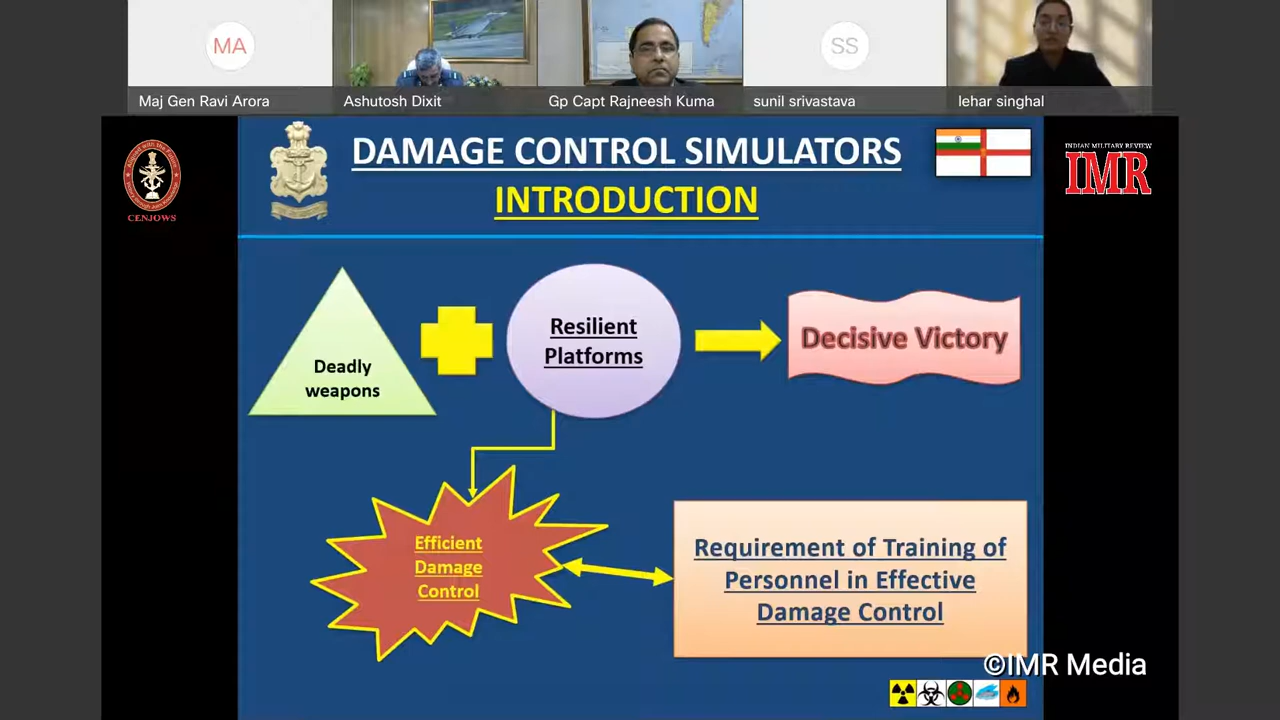 MA
SS
Maj Gen Ravi Arora
Ashutosh Dixit
Gp Capt Rajneesh Kuma
sunil srivastava
lehar singhal
DAMAGE CONTROL SIMULATORS
INTRODUCTION
CENJOWS
INDIAN MILITARY REVIEW
IMR
Deadly
weapons
Resilient
Platforms
Decisive Victory
Efficient
Damage
Control
Requirement of Training of
Personnel in Effective
Damage Control
©IMR Media